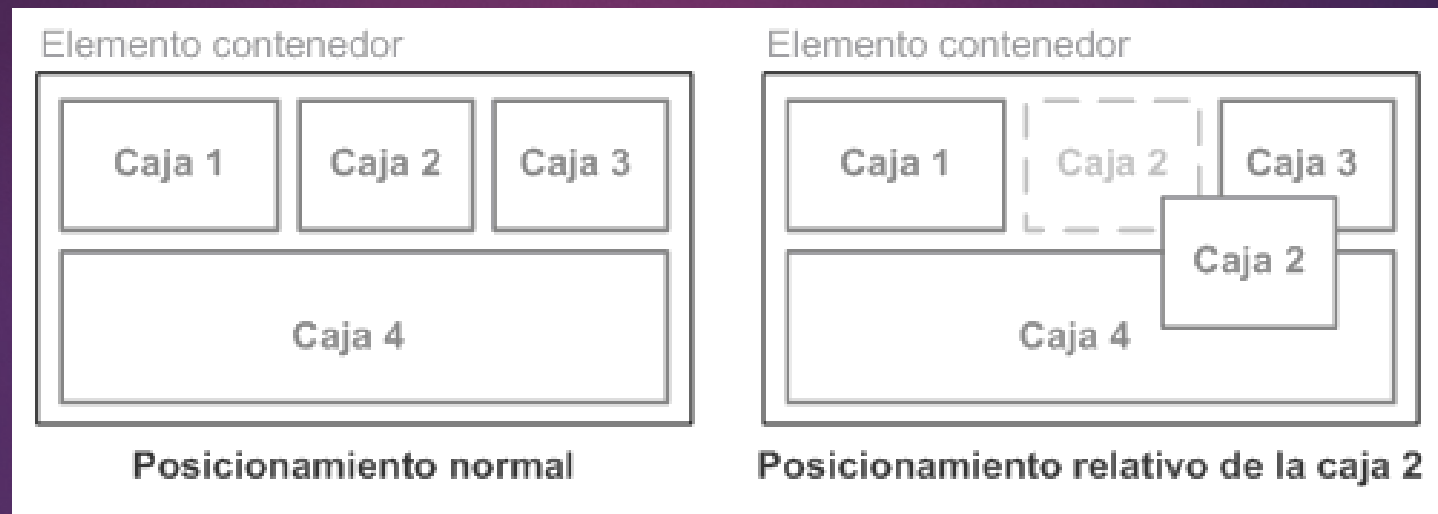 Elemento contenedor
Caja 1 Caja 2 Caja 3
Caja 4
Posicionamiento normal
Elemento contenedor
Caja 1 Caja 2 Caja 3
Caja 2
Caja 4
Posicionamiento relativo de la caja 2